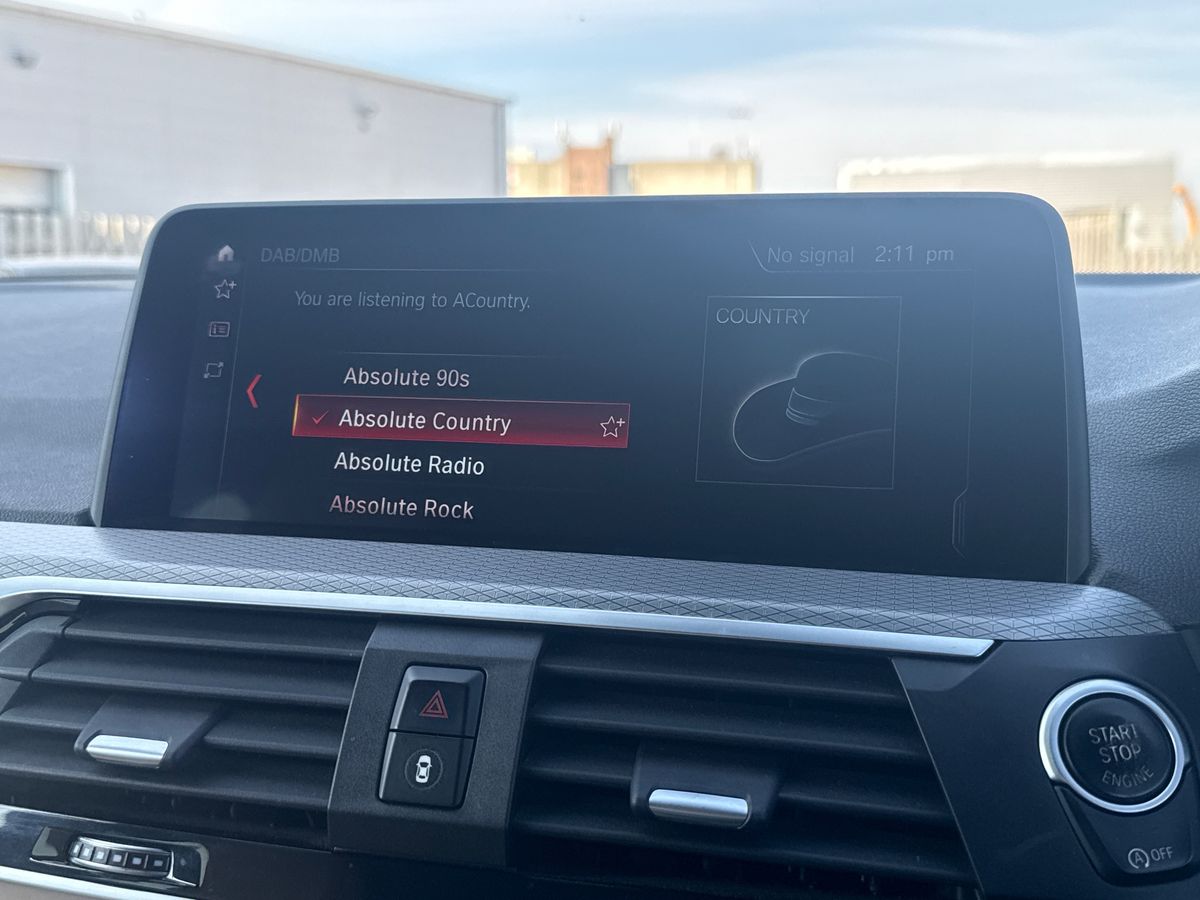 DAB/DMB
No signal 2:11 pm
You are listening to ACountry.
COUNTRY
Absolute 90s
Absolute Country
Absolute Radio
Absolute Rock
START
STOP
ENGINE
A OFF